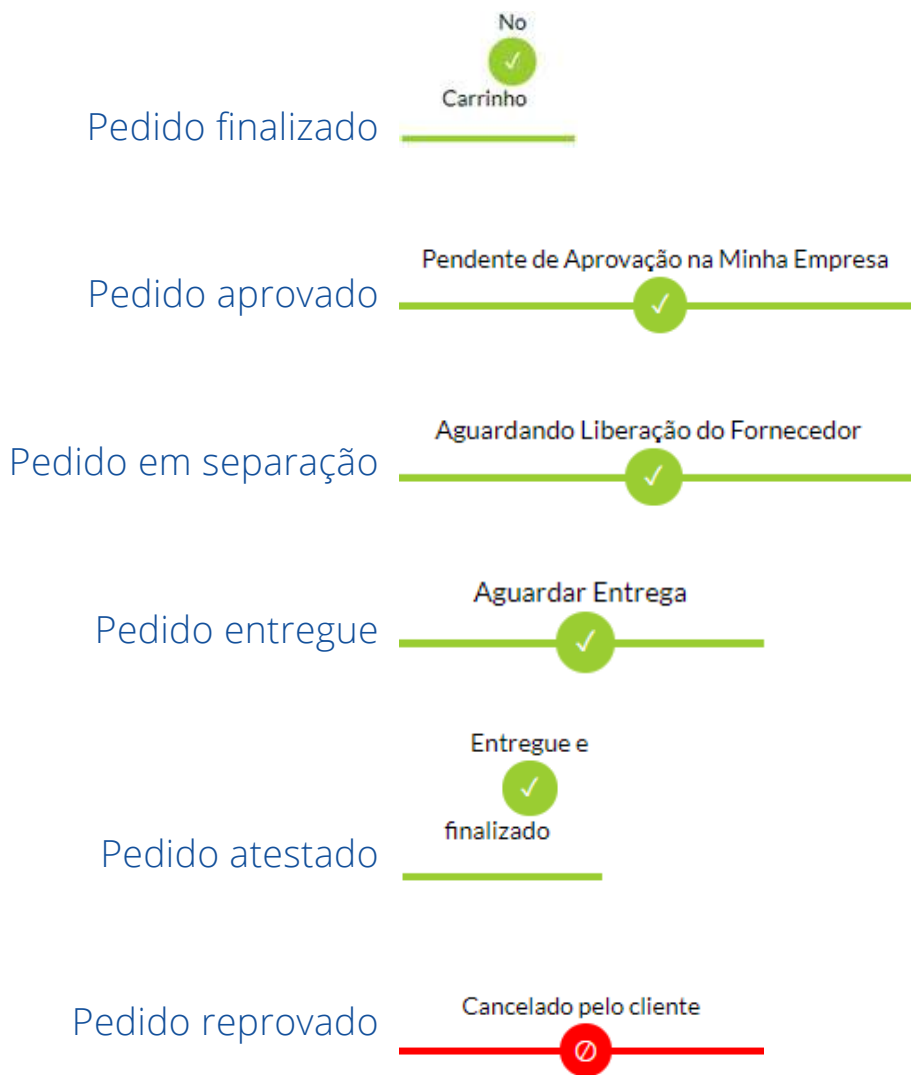 No
Carrinho
Pedido finalizado
Pendente de Aprovação na Minha Empresa
Pedido aprovado
Aguardando Liberação do Fornecedor
Pedido em separação
Aguardar Entrega
Pedido entregue
Entregue e
finalizado
Pedido atestado
Cancelado pelo cliente
Pedido reprovado